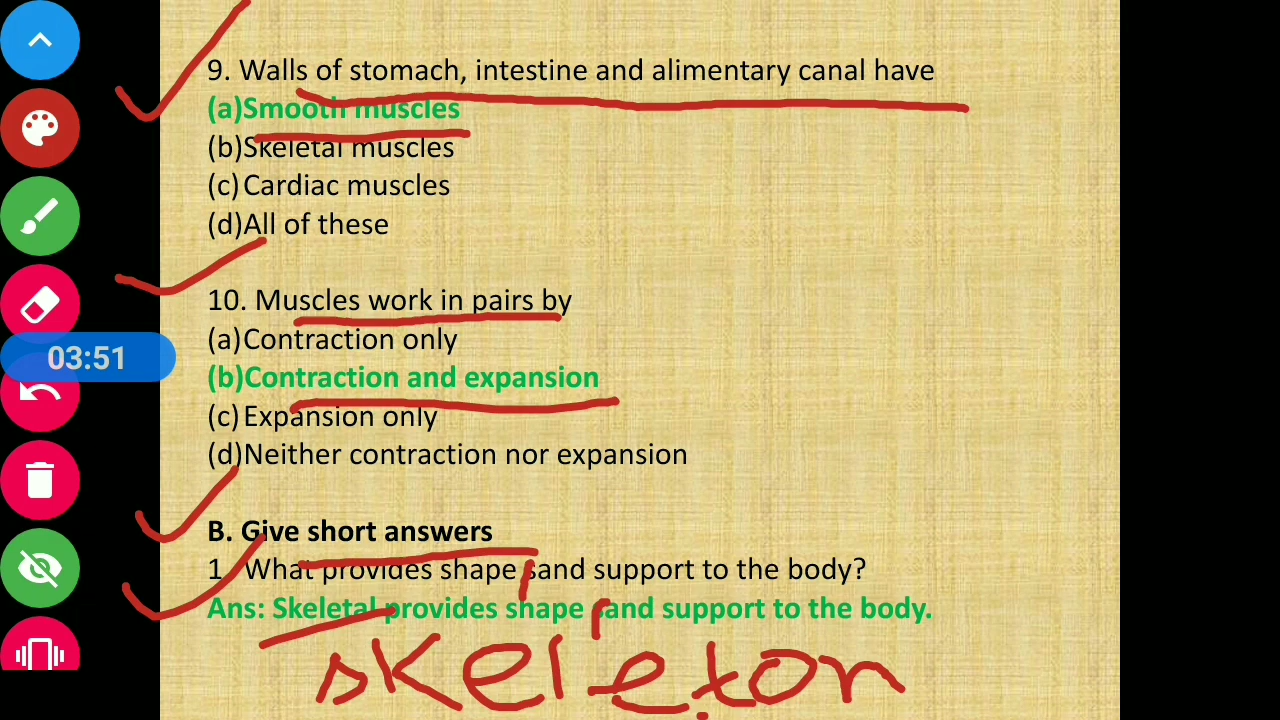 9. Walls of stomach, intestine and alimentary canal have
(a)Smooth muscles
(b)Skeletal muscles
(c)Cardiac muscles
(d)All of these
10. Muscles work in pairs by
(a)Contraction only
03:51
(b)Contraction and expansion
(c)Expansion only
(d)Neither contraction nor expansion
B. Give short answers
1. What provides shape sand support to the body?
Ans: Skeletal provides shape sand support to the body.
skeleton